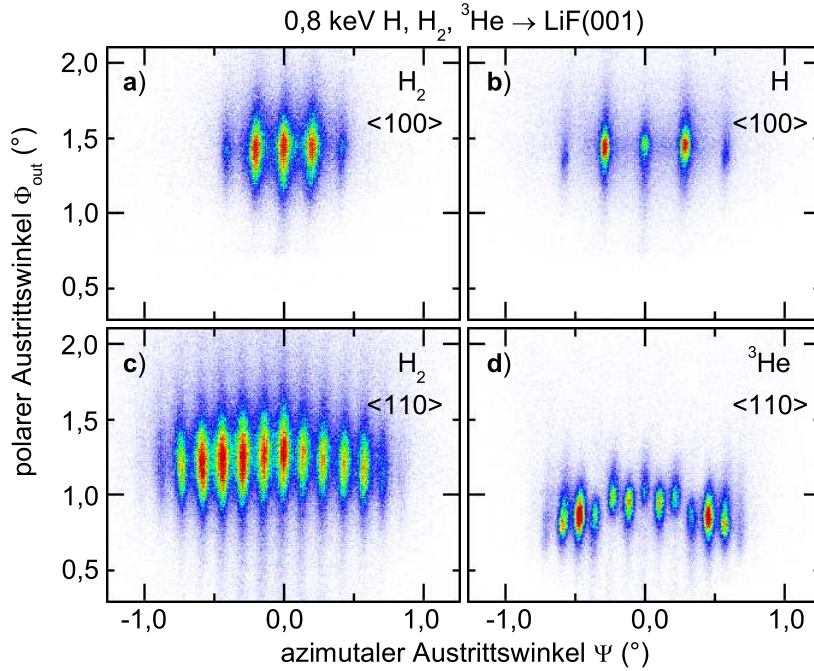 0,8 keV H, H₂, ³He → LiF(001)
a) H₂
<100>
b) H
<100>
2,0
1,5
1,0
0,5
c) H₂
<110>
d) ³He
<110>
2,0
1,5
1,0
0,5
polarer Austrittswinkel Φout (°)
-1,0 0,0 1,0 -1,0 0,0 1,0
azimutaler Austrittswinkel Ψ (°)